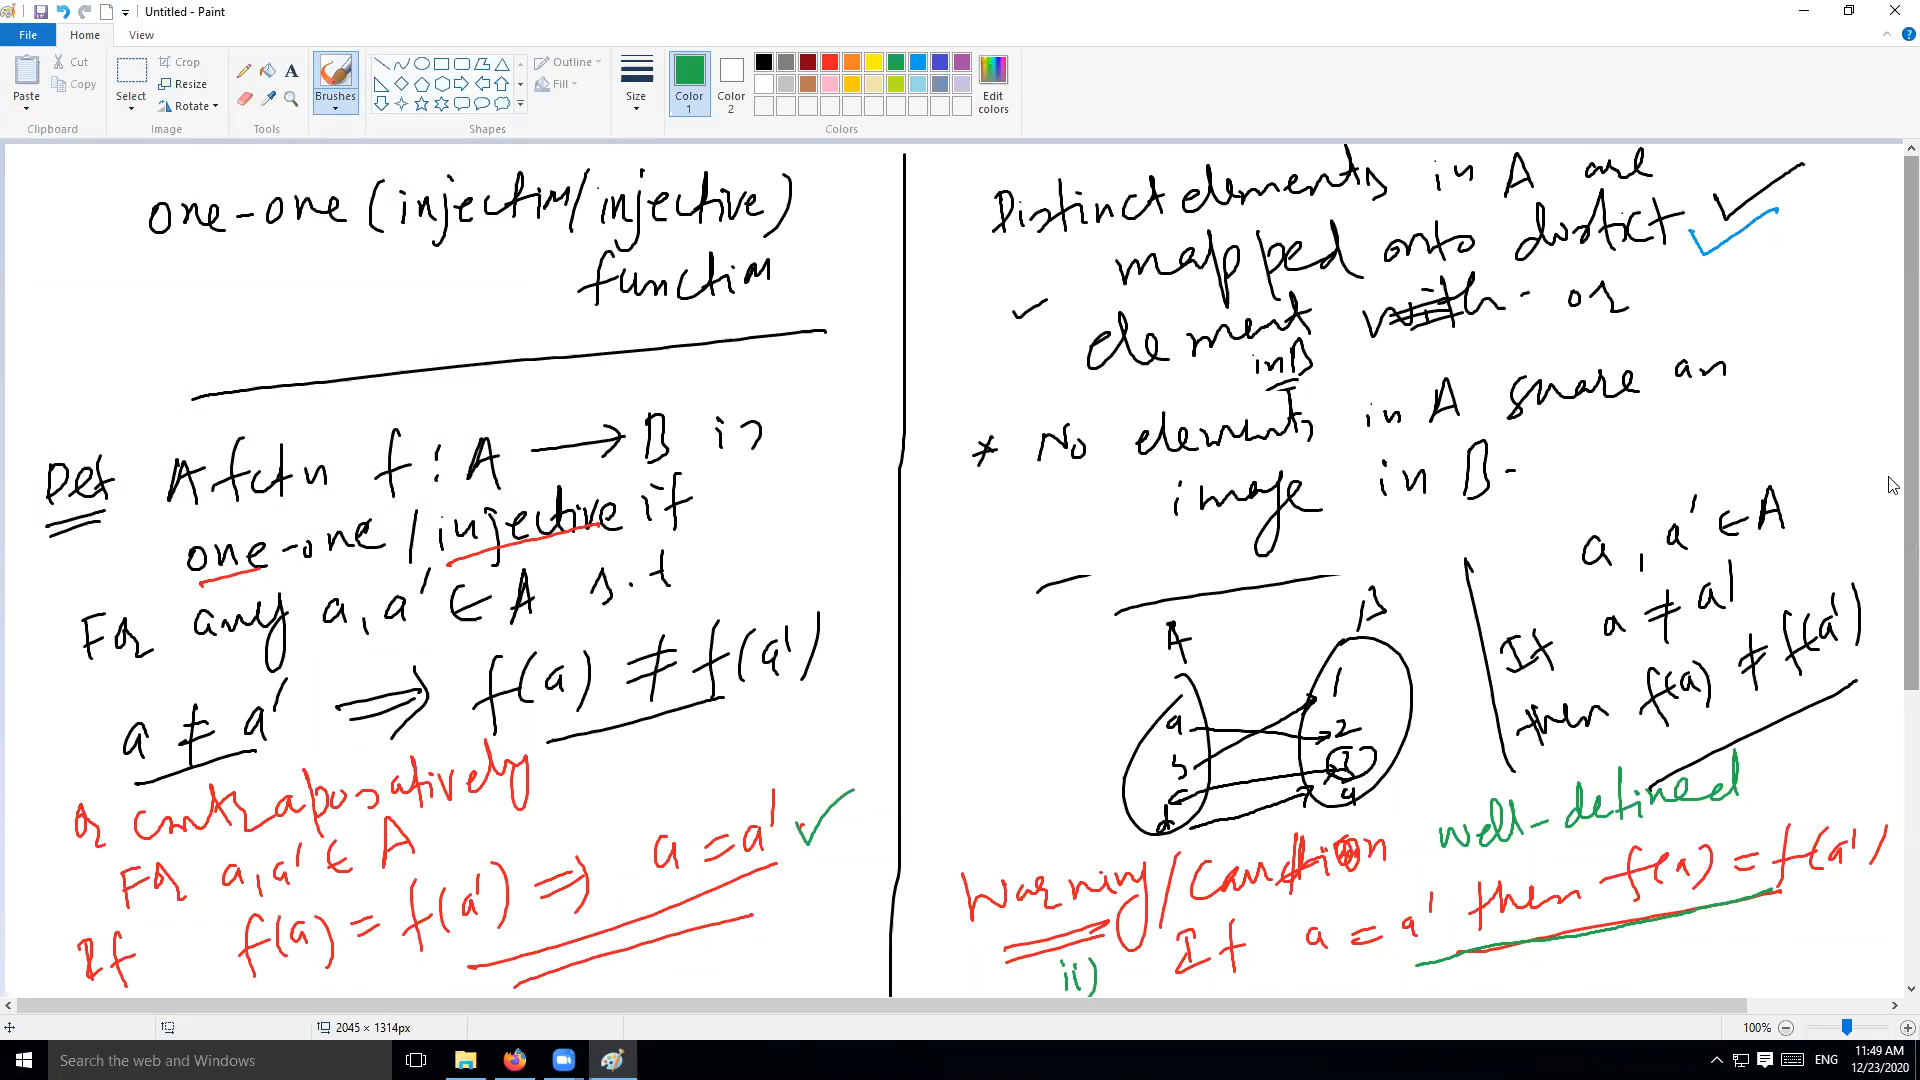 Untitled - Paint
File Home View
Paste
Cut
Copy
Clipboard
Select
Crop
Resize
Rotate
Image
Tools
Brushes
Shapes
Outline
Fill
Size
Color 1
Color 2
Edit colors
Colors
one-one (injection/injective)
function
Def A fctn f : A → B is
one-one / injective if
For any a, a' ∈ A s.t
a ≠ a' ⇒ f(a) ≠ f(a')
or contrapositively
For a, a' ∈ A
If f(a) = f(a') ⇒ a = a' ✓
Distinct elements in A are
mapped onto distict ✓ ✓
✓ element with - or
in B
* No elements in A share an
image in B -
A B
a 1
b 2
c 3
d 4
a, a' ∈ A
If a ≠ a'
then f(a) ≠ f(a')
well-defined
Warning/Caution
If a = a' then f(a) = f(a')
ii)
2045 × 1314px
100%
Search the web and Windows
ENG
11:49 AM
12/23/2020